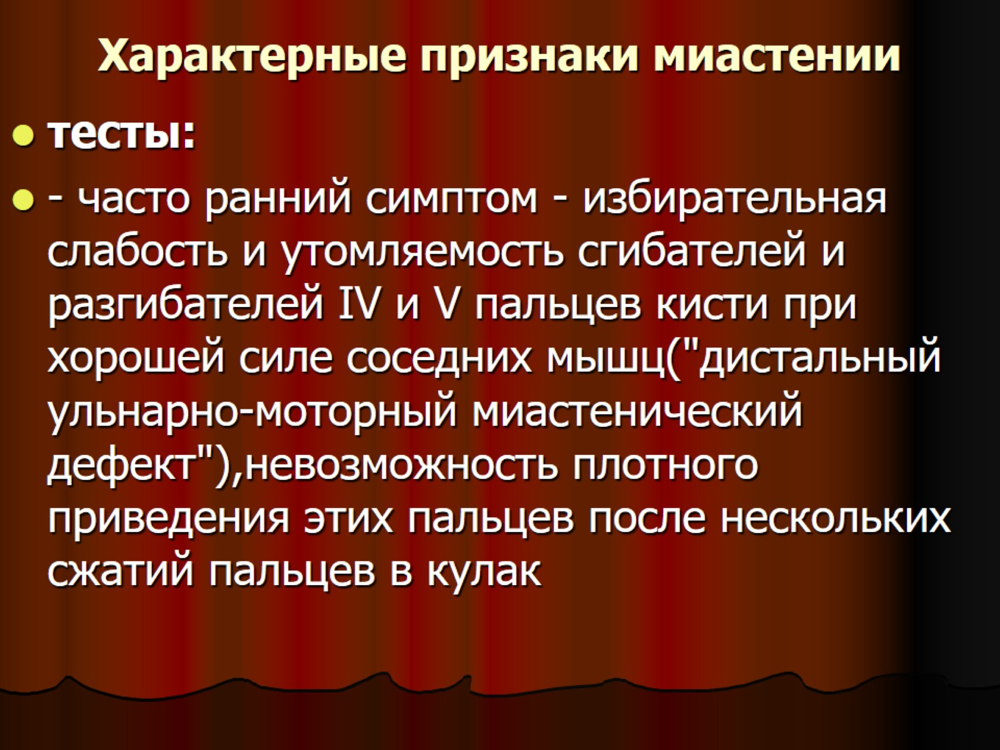 Характерные признаки миастении
тесты:
- часто ранний симптом - избирательная
слабость и утомляемость сгибателей и
разгибателей IV и V пальцев кисти при
хорошей силе соседних мышц("дистальный
ульнарно-моторный миастенический
дефект"),невозможность плотного
приведения этих пальцев после нескольких
сжатий пальцев в кулак